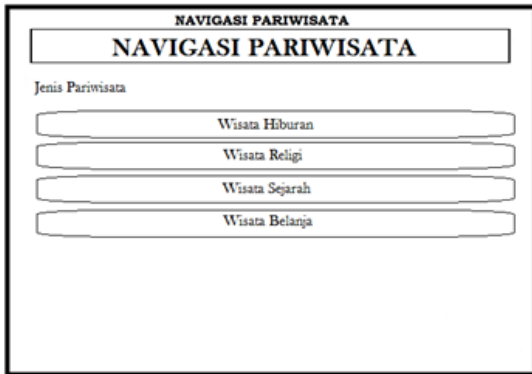 NAVIGASI PARIWISATA
NAVIGASI PARIWISATA
Jenis Pariwisata
Wisata Hiburan
Wisata Religi
Wisata Sejarah
Wisata Belanja